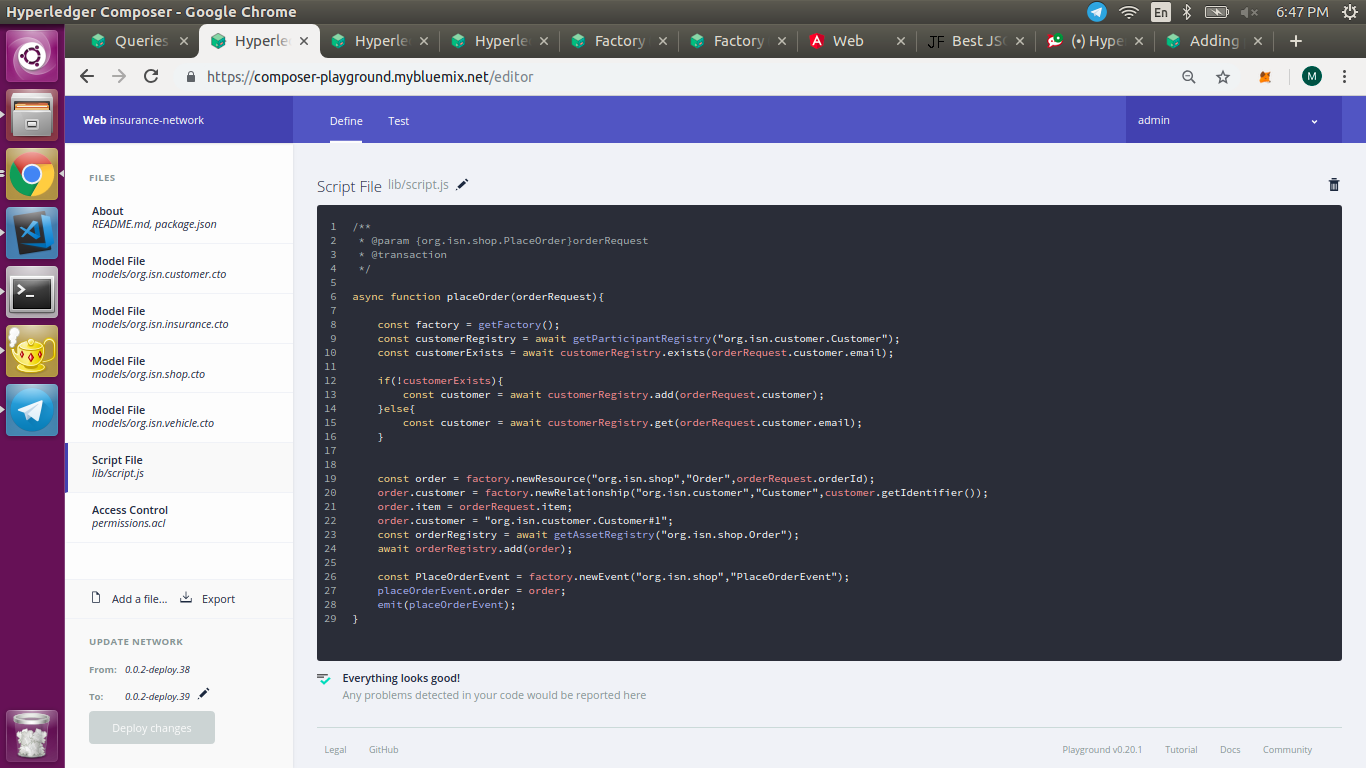 Hyperledger Composer - Google Chrome
En
6:47 PM
Queries
Hyperle
Hyperle
Hyperle
Factory
Factory
Web
JF Best JSO
(•) Hype
Adding
https://composer-playground.mybluemix.net/editor
M
Web insurance-network
Define
Test
admin
FILES
About
README.md, package.json
Model File
models/org.isn.customer.cto
Model File
models/org.isn.insurance.cto
Model File
models/org.isn.shop.cto
Model File
models/org.isn.vehicle.cto
Script File
lib/script.js
Access Control
permissions.acl
Add a file...
Export
UPDATE NETWORK
From: 0.0.2-deploy.38
To: 0.0.2-deploy.39
Deploy changes
Script File lib/script.js
1 /**
2 * @param {org.isn.shop.PlaceOrder}orderRequest
3 * @transaction
4 */
5
6 async function placeOrder(orderRequest){
7
8 const factory = getFactory();
9 const customerRegistry = await getParticipantRegistry("org.isn.customer.Customer");
10 const customerExists = await customerRegistry.exists(orderRequest.customer.email);
11
12 if(!customerExists){
13 const customer = await customerRegistry.add(orderRequest.customer);
14 }else{
15 const customer = await customerRegistry.get(orderRequest.customer.email);
16 }
17
18
19 const order = factory.newResource("org.isn.shop","Order",orderRequest.orderId);
20 order.customer = factory.newRelationship("org.isn.customer","Customer",customer.getIdentifier());
21 order.item = orderRequest.item;
22 order.customer = "org.isn.customer.Customer#1";
23 const orderRegistry = await getAssetRegistry("org.isn.shop.Order");
24 await orderRegistry.add(order);
25
26 const PlaceOrderEvent = factory.newEvent("org.isn.shop","PlaceOrderEvent");
27 placeOrderEvent.order = order;
28 emit(placeOrderEvent);
29 }
Everything looks good!
Any problems detected in your code would be reported here
Legal
GitHub
Playground v0.20.1
Tutorial
Docs
Community